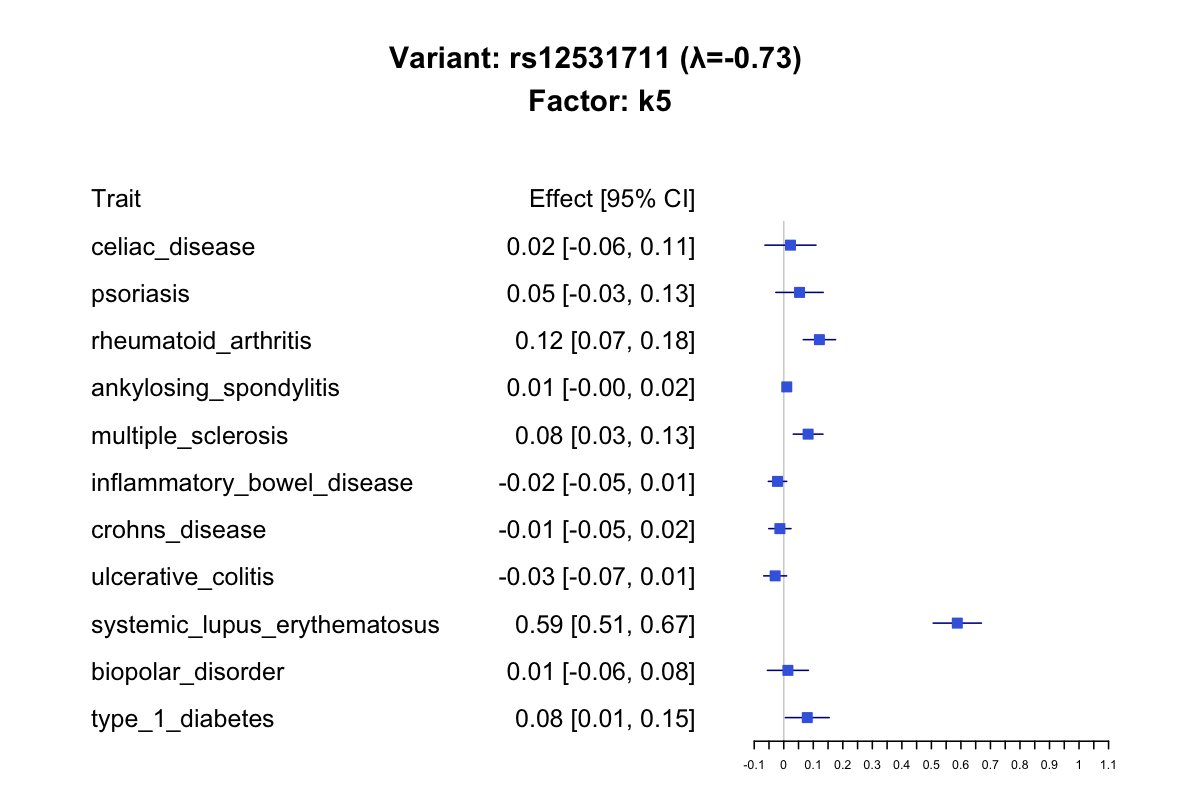 Variant: rs12531711 (λ=-0.73)
Factor: k5
Trait Effect [95% CI]
celiac_disease 0.02 [-0.06, 0.11]
psoriasis 0.05 [-0.03, 0.13]
rheumatoid_arthritis 0.12 [0.07, 0.18]
ankylosing_spondylitis 0.01 [-0.00, 0.02]
multiple_sclerosis 0.08 [0.03, 0.13]
inflammatory_bowel_disease -0.02 [-0.05, 0.01]
crohns_disease -0.01 [-0.05, 0.02]
ulcerative_colitis -0.03 [-0.07, 0.01]
systemic_lupus_erythematosus 0.59 [0.51, 0.67]
biopolar_disorder 0.01 [-0.06, 0.08]
type_1_diabetes 0.08 [0.01, 0.15]
-0.1 0 0.1 0.2 0.3 0.4 0.5 0.6 0.7 0.8 0.9 1 1.1